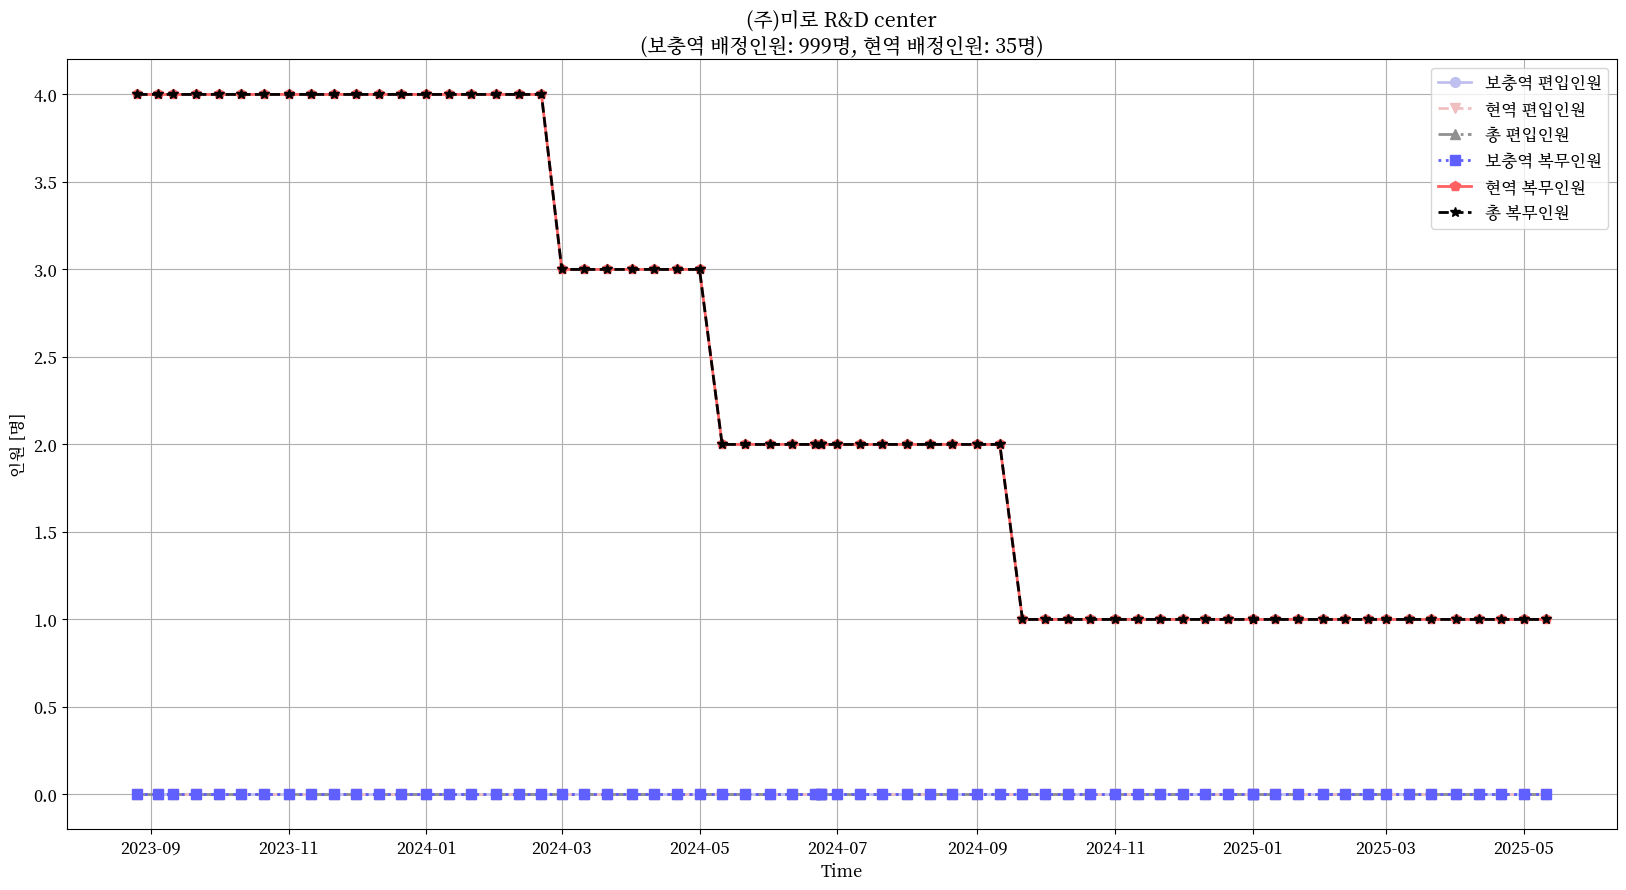 (주)미로 R&D center
(보충역 배정인원: 999명, 현역 배정인원: 35명)
보충역 편입인원
현역 편입인원
총 편입인원
보충역 복무인원
현역 복무인원
총 복무인원
4.0
3.5
3.0
2.5
2.0
1.5
1.0
0.5
0.0
인원 [명]
2023-09 2023-11 2024-01 2024-03 2024-05 2024-07 2024-09 2024-11 2025-01 2025-03 2025-05
Time